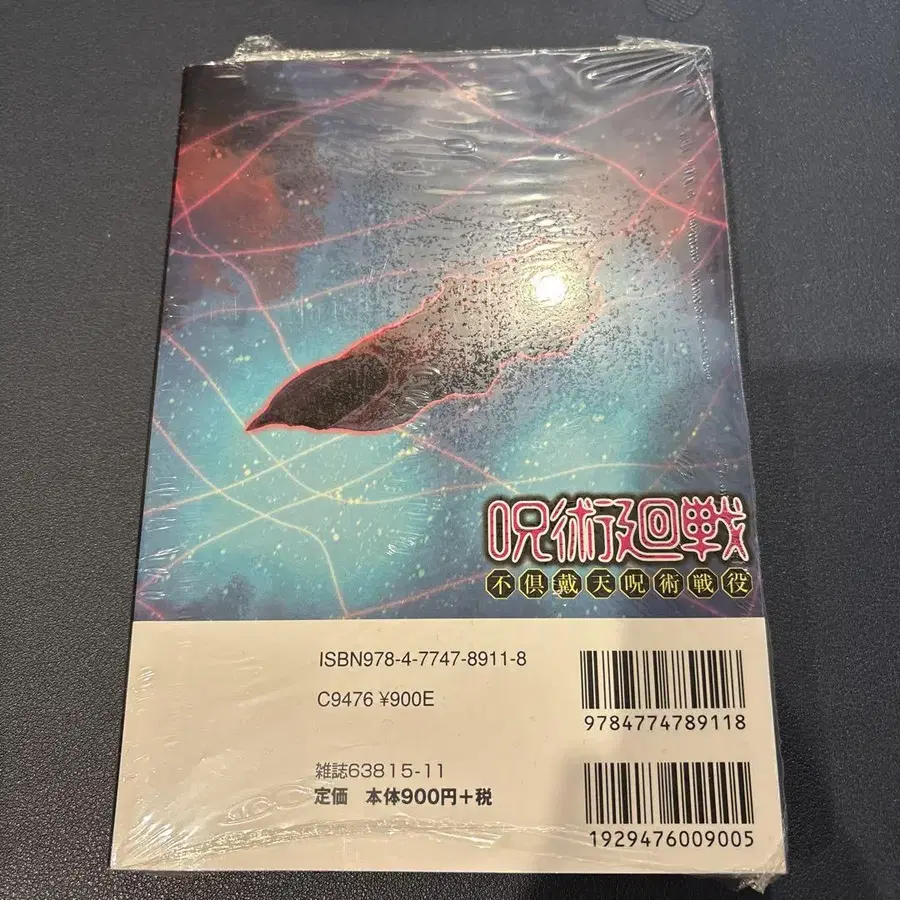 呪術廻戦
不倶戴天呪術戦役
ISBN978-4-7747-8911-8
C9476 ¥900E
9784774789118
雑誌63815-11
定価 本体900円+税
1929476009005